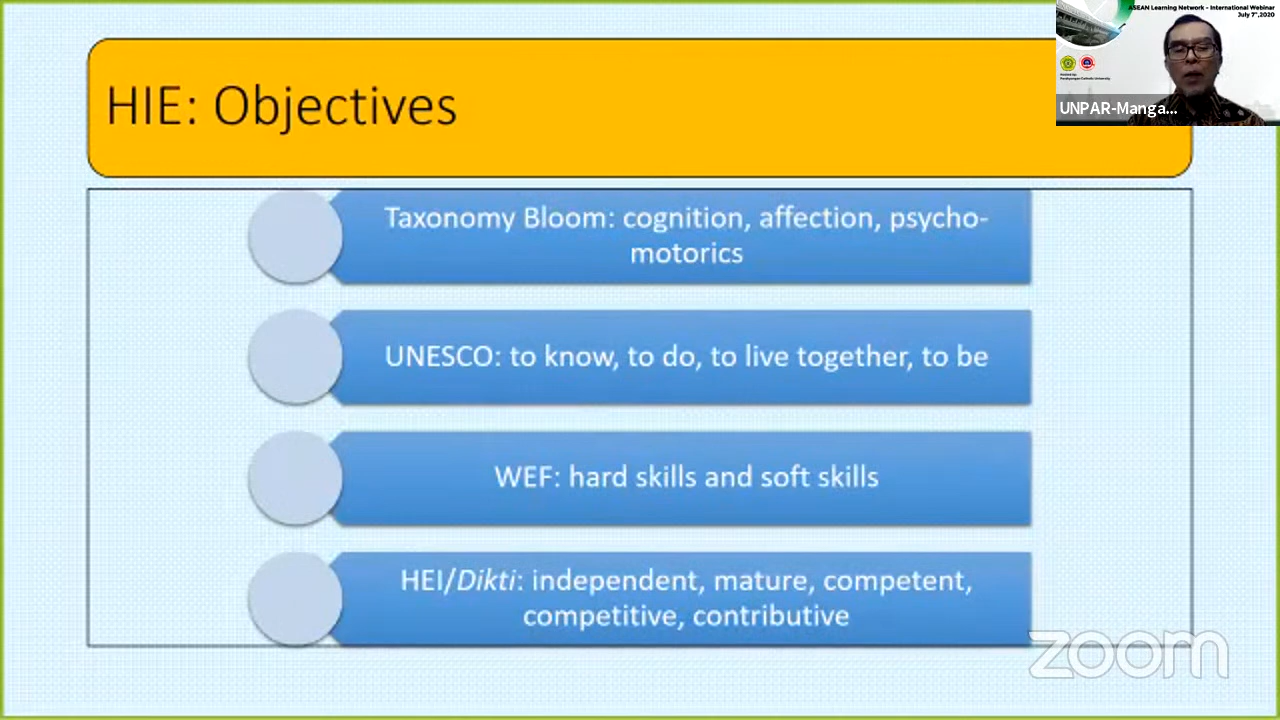 ASEAN Learning Network - International Webinar
July 7th, 2020
Parahyangan Catholic University
UNPAR-Manga...
HIE: Objectives
Taxonomy Bloom: cognition, affection, psycho-
motorics
UNESCO: to know, to do, to live together, to be
WEF: hard skills and soft skills
HEI/Dikti: independent, mature, competent,
competitive, contributive
zoom